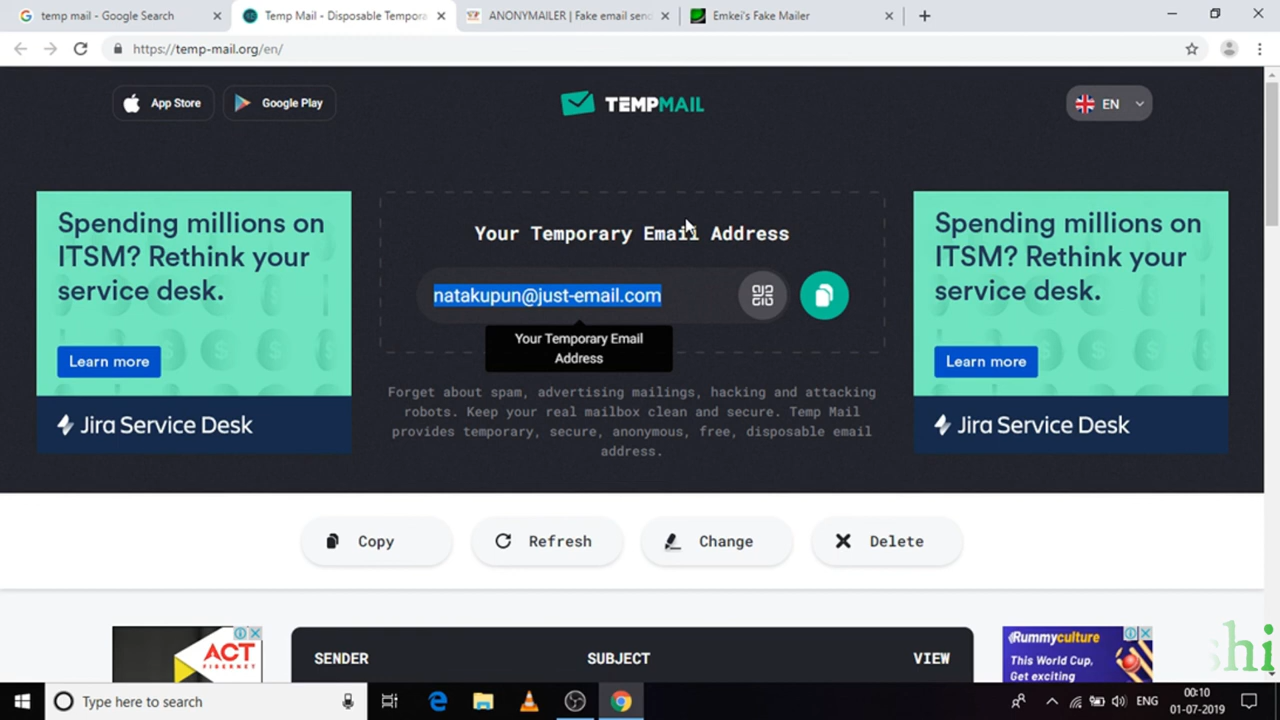 temp mail - Google Search
Temp Mail - Disposable Tempora
ANONYMAILER | Fake email send
Emkei's Fake Mailer
https://temp-mail.org/en/
App Store
Google Play
TEMPMAIL
EN
Spending millions on
ITSM? Rethink your
service desk.
Learn more
Jira Service Desk
Your Temporary Email Address
natakupun@just-email.com
Your Temporary Email
Address
Forget about spam, advertising mailings, hacking and attacking
robots. Keep your real mailbox clean and secure. Temp Mail
provides temporary, secure, anonymous, free, disposable email
address.
Spending millions on
ITSM? Rethink your
service desk.
Learn more
Jira Service Desk
Copy
Refresh
Change
Delete
ACT
FIBERNET
SENDER
SUBJECT
VIEW
Rummyculture
This World Cup,
Get exciting
shi
Type here to search
ENG
00:10
01-07-2019